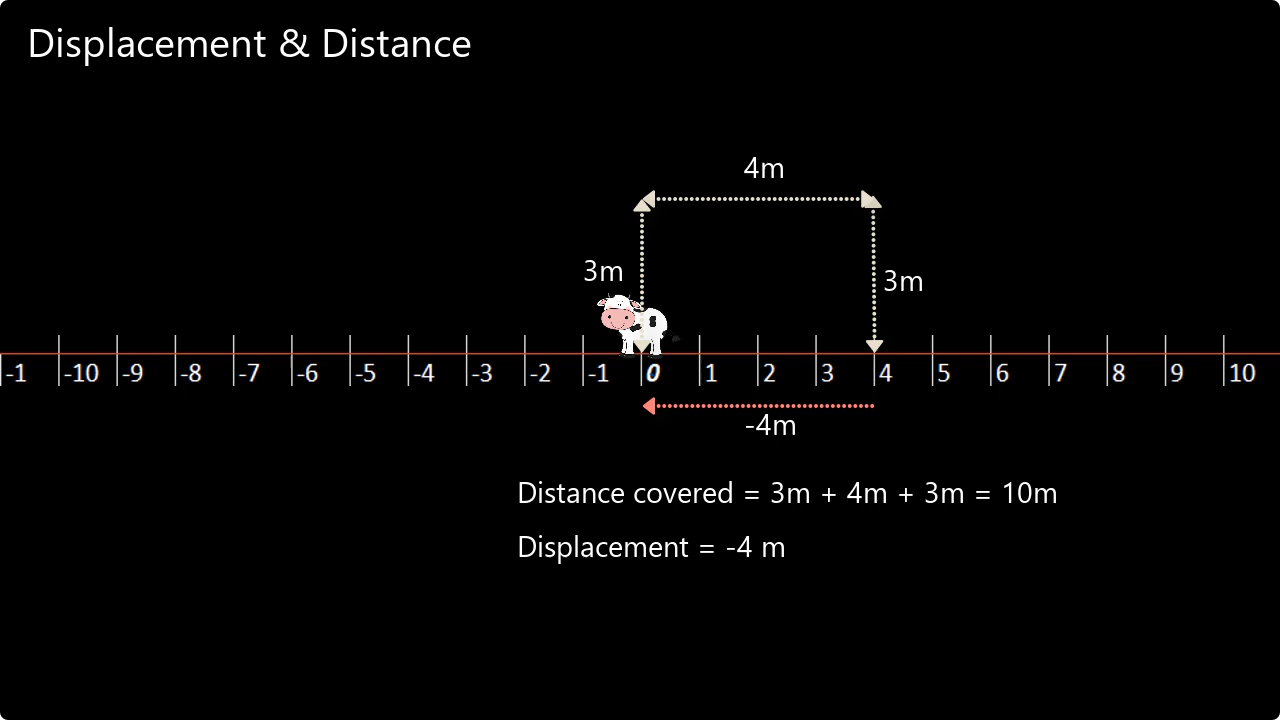 Displacement & Distance
4m
3m
3m
-1 -10 -9 -8 -7 -6 -5 -4 -3 -2 -1 0 1 2 3 4 5 6 7 8 9 10
-4m
Distance covered = 3m + 4m + 3m = 10m
Displacement = -4 m